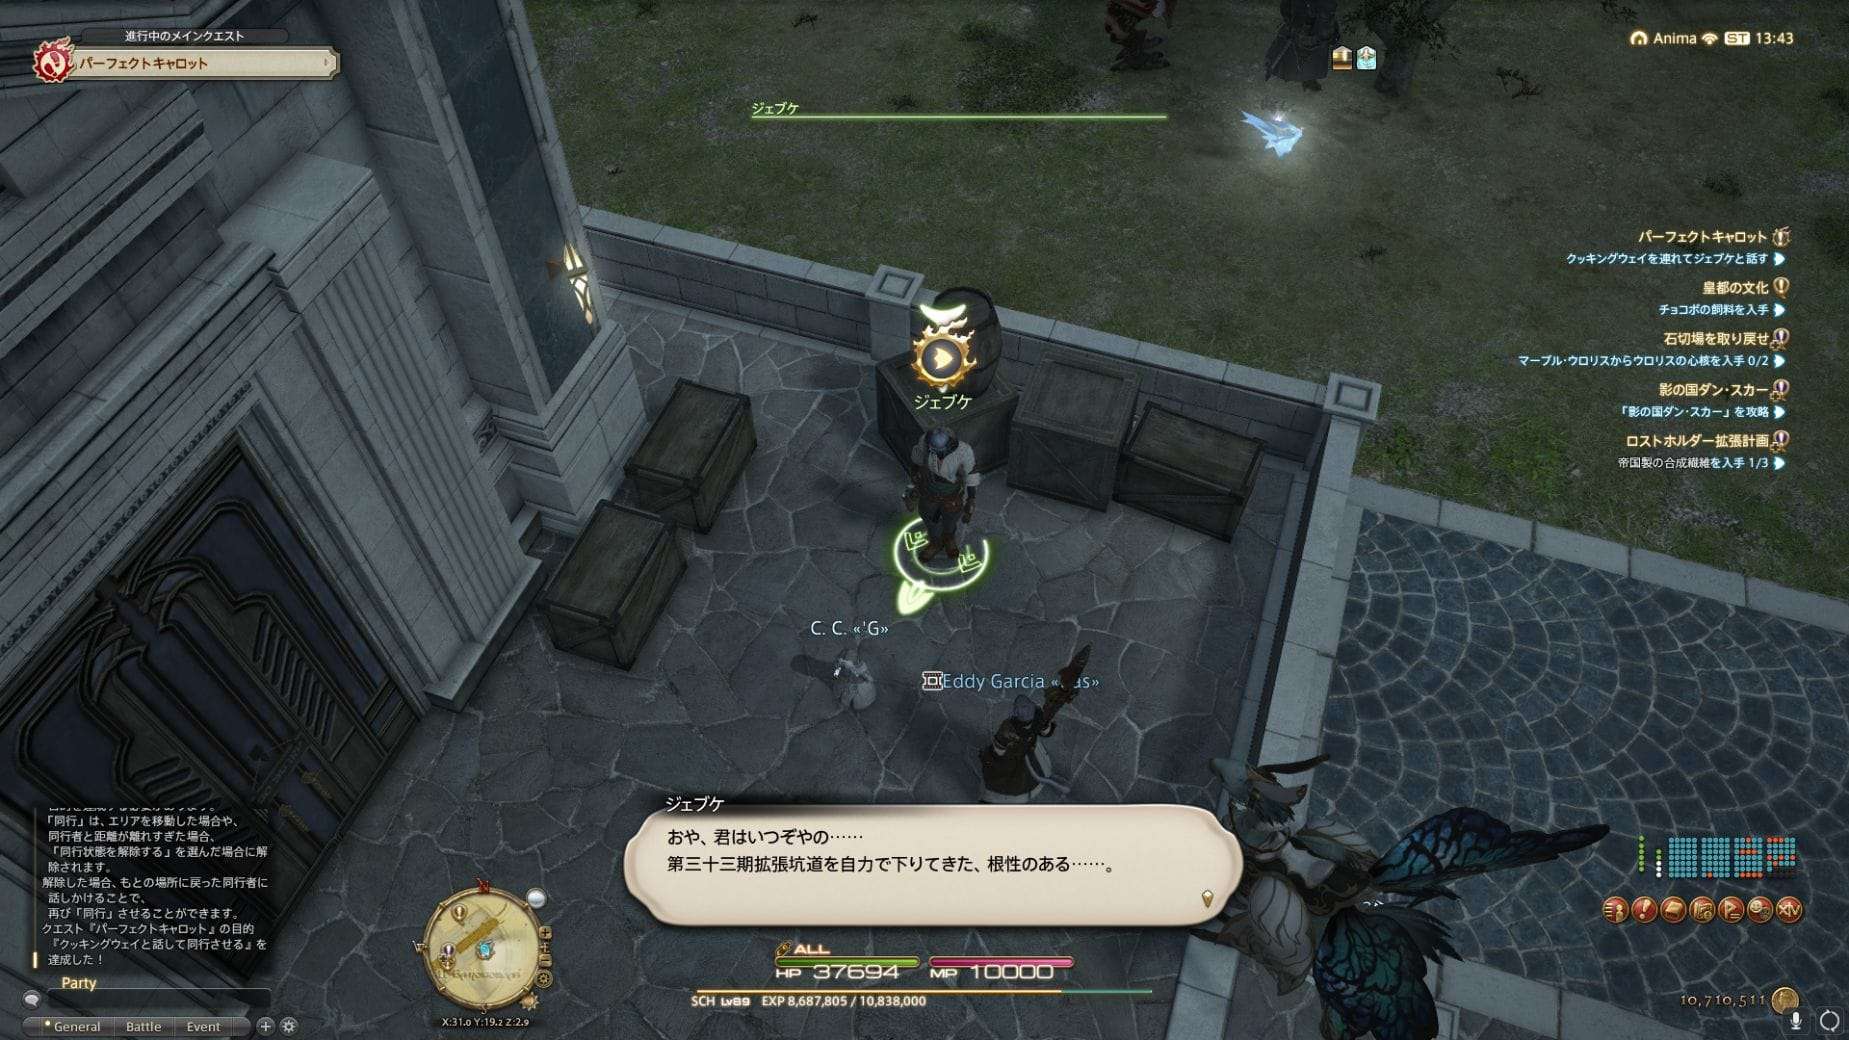 進行中のメインクエスト
パーフェクトキャロット
Anima ST 13:43
ジェブケ
パーフェクトキャロット
クッキングウェイを連れてジェブケと話す
皇都の文化
チョコボの飼料を入手
石切場を取り戻せ
マーブル・ウロリスからウロリスの心核を入手 0/2
影の国ダン・スカー
「影の国ダン・スカー」を攻略
ロストホルダー拡張計画
帝国製の合成繊維を入手 1/3
ジェブケ
C. C. «'G»
Eddy Garcia
ジェブケ
おや、君はいつぞやの……
第三十三期拡張坑道を自力で下りてきた、根性のある……。
「同行」は、エリアを移動した場合や、
同行者と距離が離れすぎた場合、
「同行状態を解除する」を選んだ場合に解
除されます。
解除した場合、もとの場所に戻った同行者に
話しかけることで、
再び「同行」させることができます。
クエスト『パーフェクトキャロット』の目的
『クッキングウェイと話して同行させる』を
達成した！
Party
General Battle Event
N
X:31.0 Y:19.2 Z:2.9
ALL
HP 37694 MP 10000
SCH Lv89 EXP 8,687,805 / 10,838,000
XIV
10,710,511